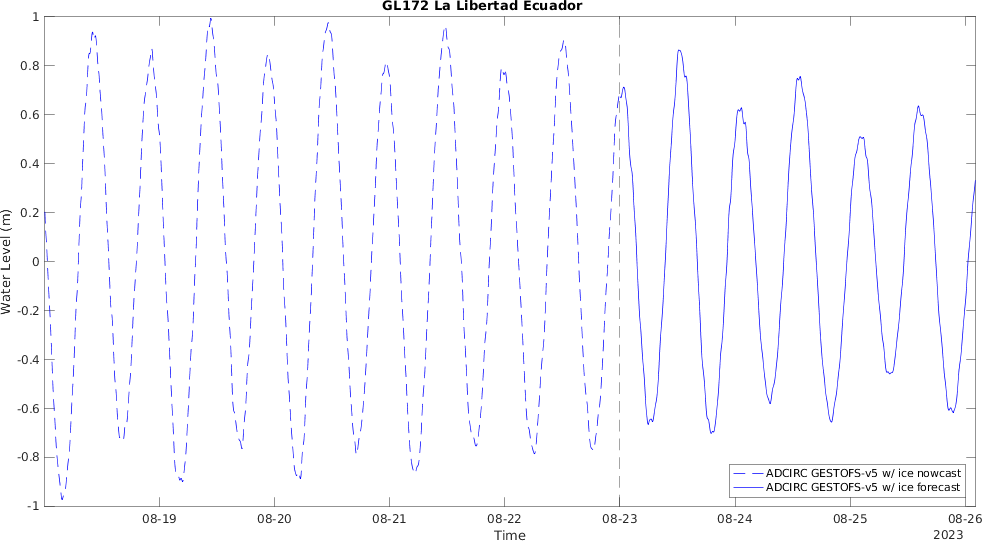 GL172 La Libertad Ecuador
1
0.8
0.6
0.4
0.2
0
-0.2
-0.4
-0.6
-0.8
-1
Water Level (m)
ADCIRC GESTOFS-v5 w/ ice nowcast
ADCIRC GESTOFS-v5 w/ ice forecast
08-19 08-20 08-21 08-22 08-23 08-24 08-25 08-26
Time
2023